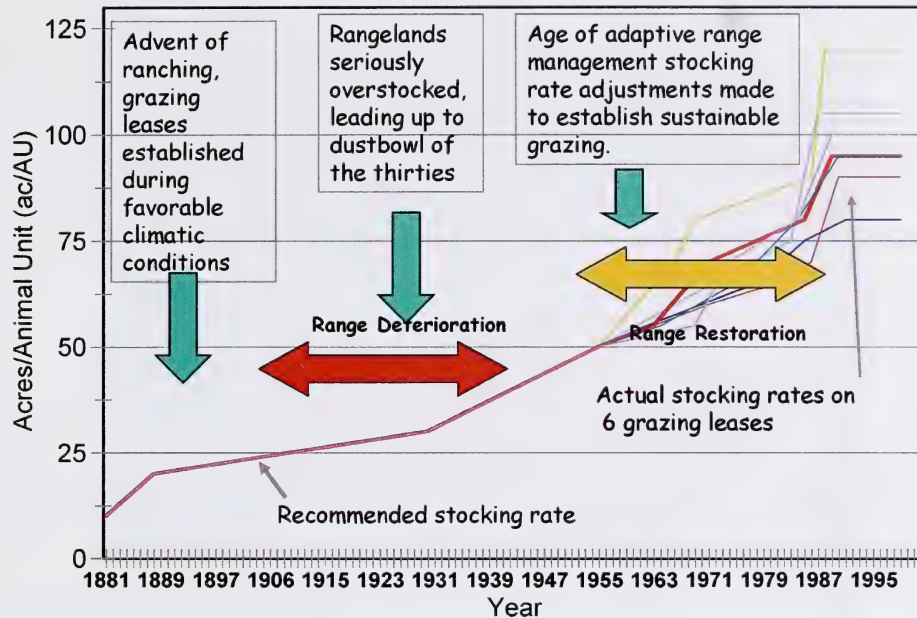 125
100
75
50
25
0
Acres/Animal Unit (ac/AU)
Advent of
ranching,
grazing
leases
established
during
favorable
climatic
conditions
Rangelands
seriously
overstocked,
leading up to
dustbowl of
the thirties
Age of adaptive range
management stocking
rate adjustments made
to establish sustainable
grazing.
Range Deterioration
Range Restoration
Actual stocking rates on
6 grazing leases
Recommended stocking rate
1881 1889 1897 1906 1915 1923 1931 1939 1947 1955 1963 1971 1979 1987 1995
Year